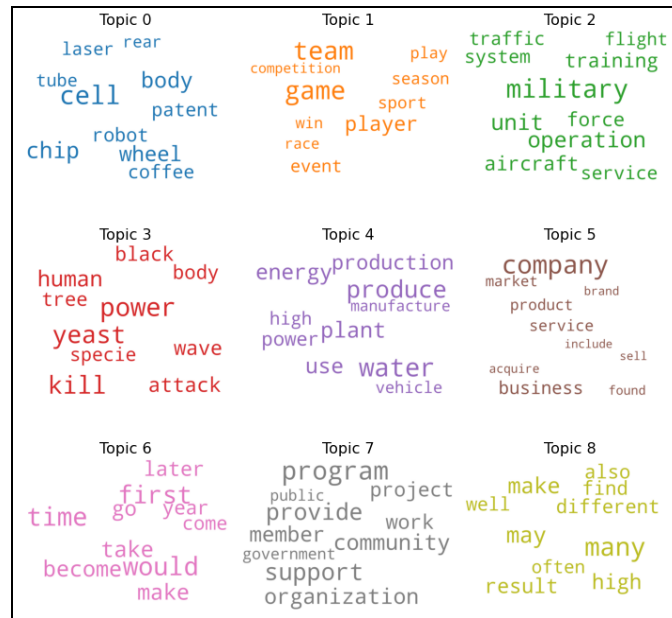 Topic 0
laser rear
tube body
cell
patent
robot
chip wheel
coffee
Topic 1
team play
competition
game season
sport
win player
race
event
Topic 2
traffic flight
system training
military
unit force
operation
aircraft service
Topic 3
black
human body
tree power
yeast
specie wave
kill attack
Topic 4
energy production
produce
manufacture
high
power plant
use water
vehicle
Topic 5
company
market brand
product
service
include
sell
acquire
business found
Topic 6
later
first
time go year
come
take
become would
make
Topic 7
program
public project
provide
member work
government community
support
organization
Topic 8
also
make find
well different
may
many
often
result high